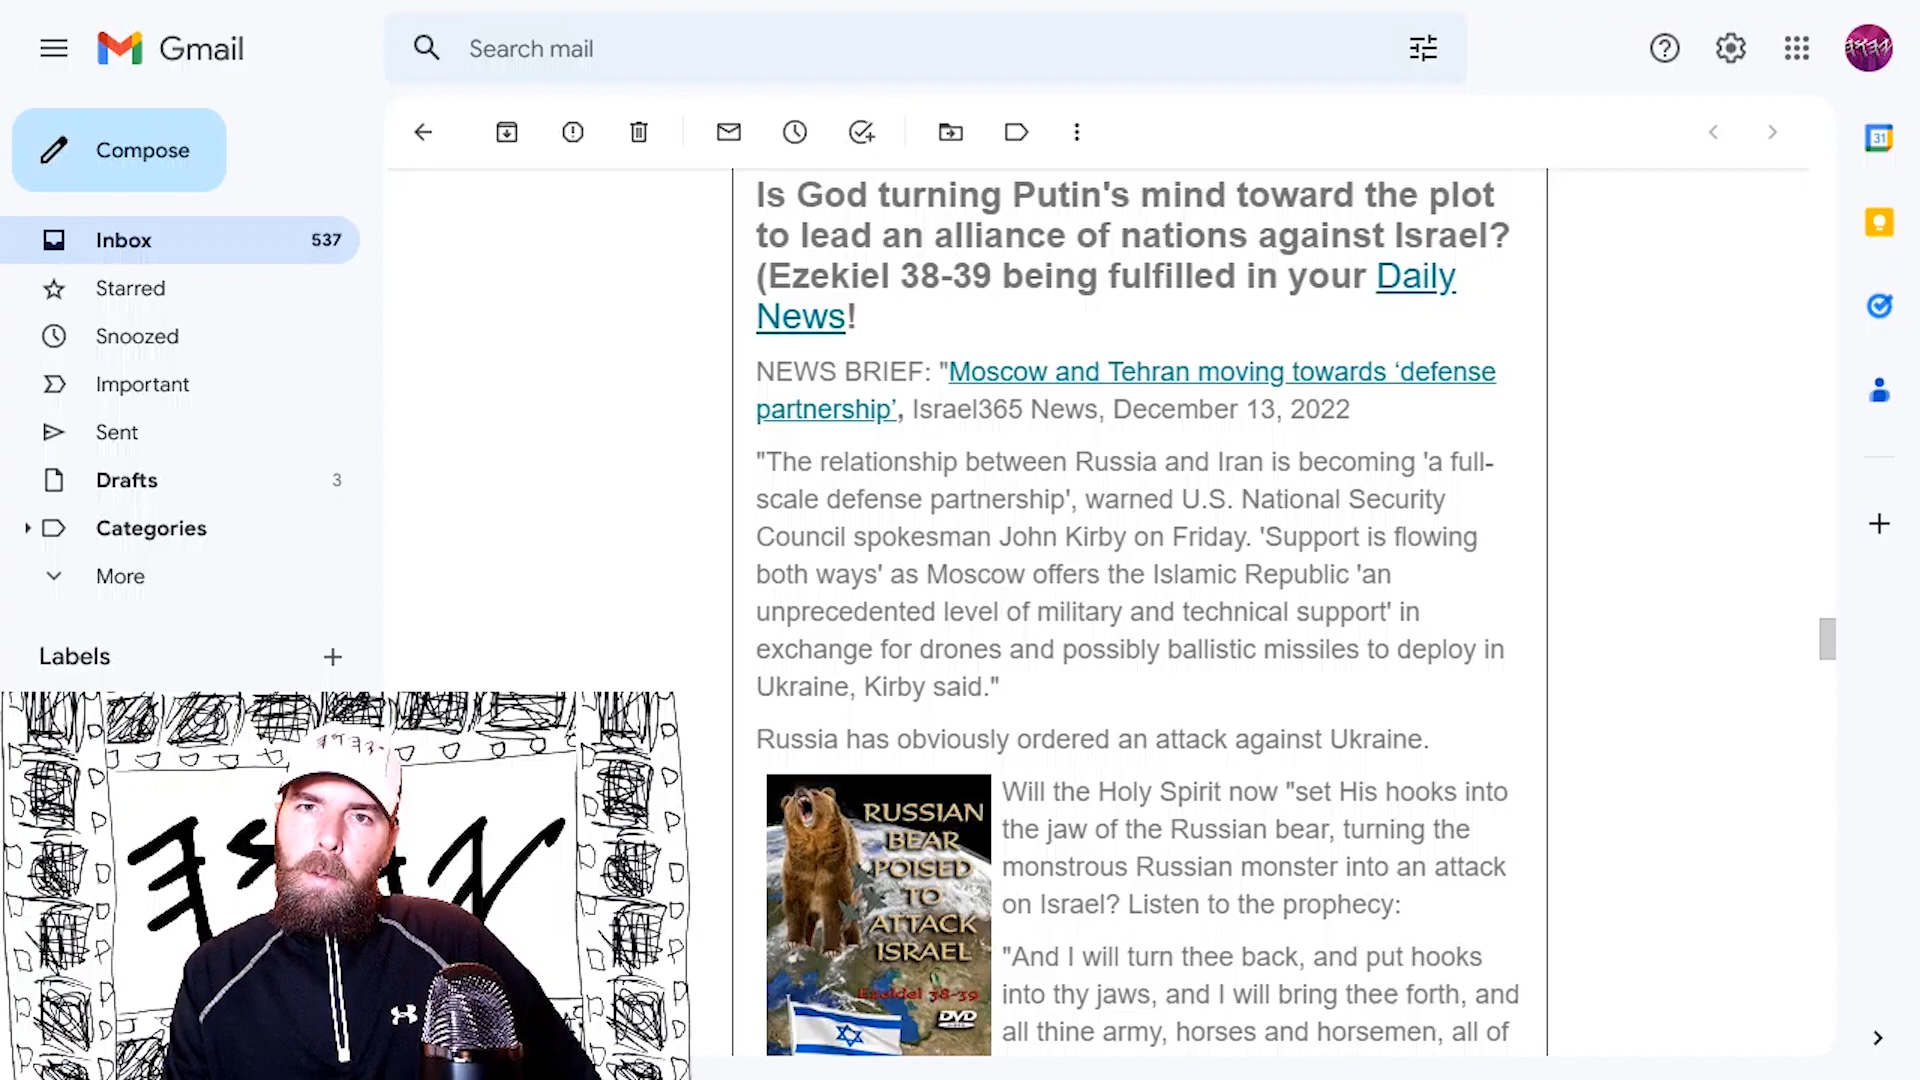 Gmail
Search mail
Compose
Inbox 537
Starred
Snoozed
Important
Sent
Drafts 3
Categories
More
Labels
31
Is God turning Putin's mind toward the plot
to lead an alliance of nations against Israel?
(Ezekiel 38-39 being fulfilled in your Daily
News!
NEWS BRIEF: "Moscow and Tehran moving towards ‘defense
partnership’, Israel365 News, December 13, 2022
"The relationship between Russia and Iran is becoming 'a full-
scale defense partnership', warned U.S. National Security
Council spokesman John Kirby on Friday. 'Support is flowing
both ways' as Moscow offers the Islamic Republic 'an
unprecedented level of military and technical support' in
exchange for drones and possibly ballistic missiles to deploy in
Ukraine, Kirby said."
Russia has obviously ordered an attack against Ukraine.
RUSSIAN
BEAR
POISED
TO
ATTACK
ISRAEL
Ezekiel 38-39
DVD
Will the Holy Spirit now "set His hooks into
the jaw of the Russian bear, turning the
monstrous Russian monster into an attack
on Israel? Listen to the prophecy:
"And I will turn thee back, and put hooks
into thy jaws, and I will bring thee forth, and
all thine army, horses and horsemen, all of